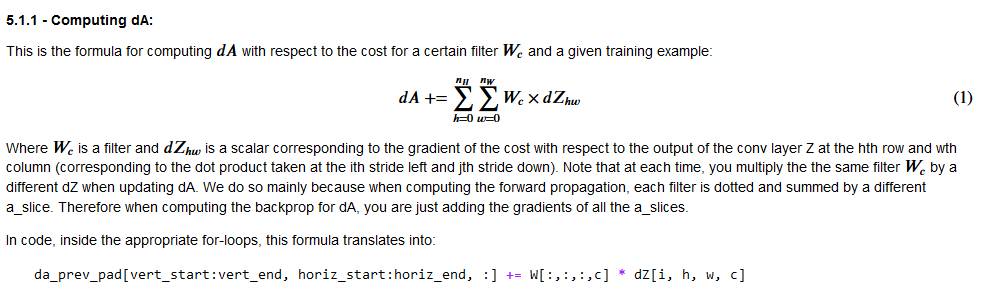 5.1.1 - Computing dA:
This is the formula for computing dA with respect to the cost for a certain filter W_c and a given training example:
dA += \sum_{h=0}^{n_H} \sum_{w=0}^{n_W} W_c × dZ_{hw} (1)
Where W_c is a filter and dZ_{hw} is a scalar corresponding to the gradient of the cost with respect to the output of the conv layer Z at the hth row and wth
column (corresponding to the dot product taken at the ith stride left and jth stride down). Note that at each time, you multiply the the same filter W_c by a
different dZ when updating dA. We do so mainly because when computing the forward propagation, each filter is dotted and summed by a different
a_slice. Therefore when computing the backprop for dA, you are just adding the gradients of all the a_slices.
In code, inside the appropriate for-loops, this formula translates into:
da_prev_pad[vert_start:vert_end, horiz_start:horiz_end, :] += W[:,:,:,c] * dZ[i, h, w, c]